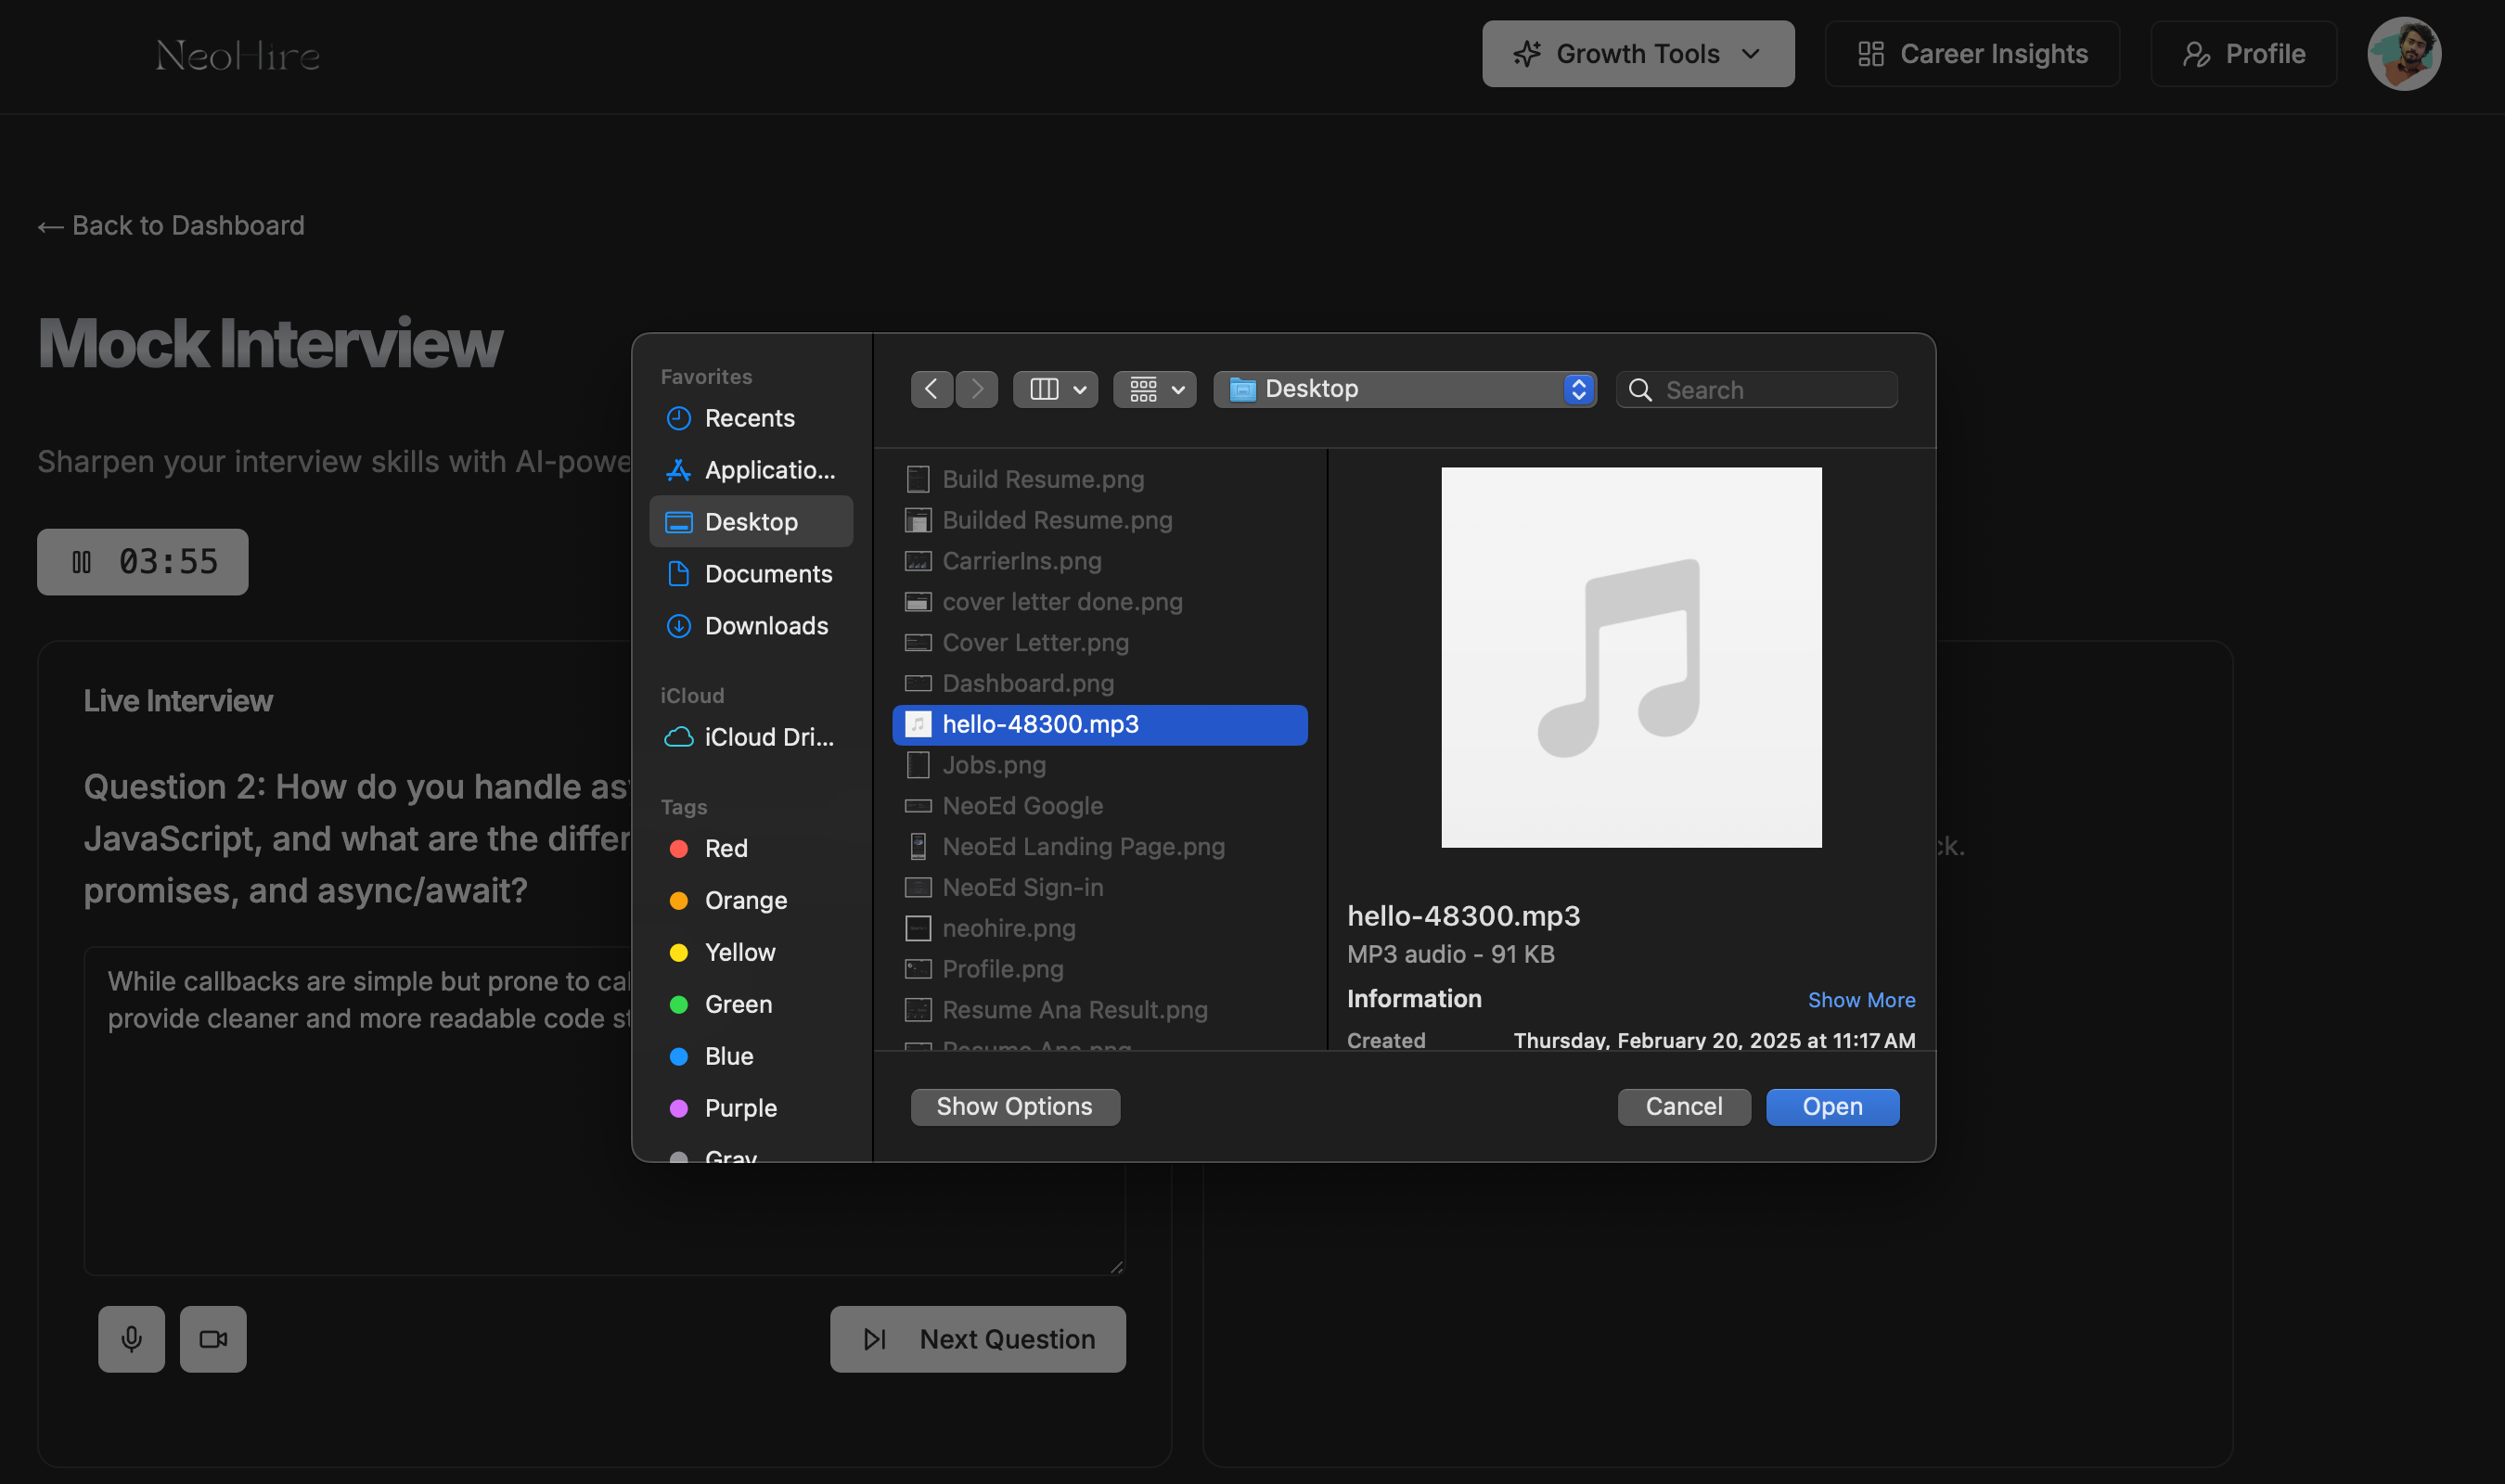 NeoHire
Growth Tools
Career Insights
Profile
← Back to Dashboard
Mock Interview
Sharpen your interview skills with AI-powe
03:55
Live Interview
Question 2: How do you handle as
JavaScript, and what are the differ
promises, and async/await?
While callbacks are simple but prone to cal
provide cleaner and more readable code st
Next Question
ck.
Favorites
Recents
Applicatio...
Desktop
Documents
Downloads
iCloud
iCloud Dri...
Tags
Red
Orange
Yellow
Green
Blue
Purple
Gray
Desktop
Search
Build Resume.png
Builded Resume.png
CarrierIns.png
cover letter done.png
Cover Letter.png
Dashboard.png
hello-48300.mp3
Jobs.png
NeoEd Google
NeoEd Landing Page.png
NeoEd Sign-in
neohire.png
Profile.png
Resume Ana Result.png
Resume Ana.png
hello-48300.mp3
MP3 audio - 91 KB
Information
Show More
Created
Thursday, February 20, 2025 at 11:17 AM
Show Options
Cancel
Open